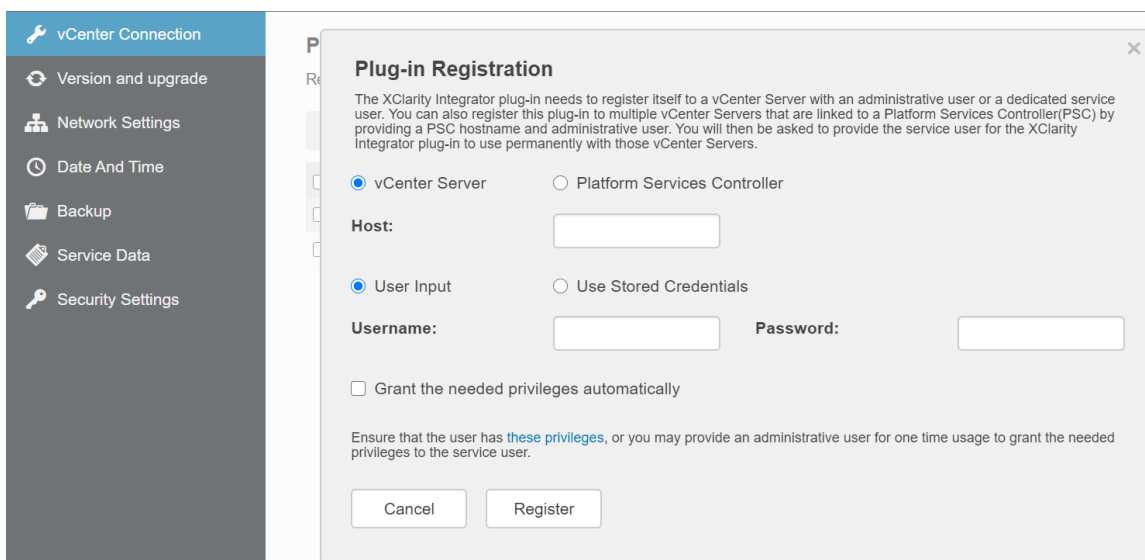 vCenter Connection
Version and upgrade
Network Settings
Date And Time
Backup
Service Data
Security Settings
P
Re
Plug-in Registration
The XClarity Integrator plug-in needs to register itself to a vCenter Server with an administrative user or a dedicated service
user. You can also register this plug-in to multiple vCenter Servers that are linked to a Platform Services Controller(PSC) by
providing a PSC hostname and administrative user. You will then be asked to provide the service user for the XClarity
Integrator plug-in to use permanently with those vCenter Servers.
vCenter Server Platform Services Controller
Host:
User Input Use Stored Credentials
Username: Password:
Grant the needed privileges automatically
Ensure that the user has these privileges, or you may provide an administrative user for one time usage to grant the needed
privileges to the service user.
Cancel Register